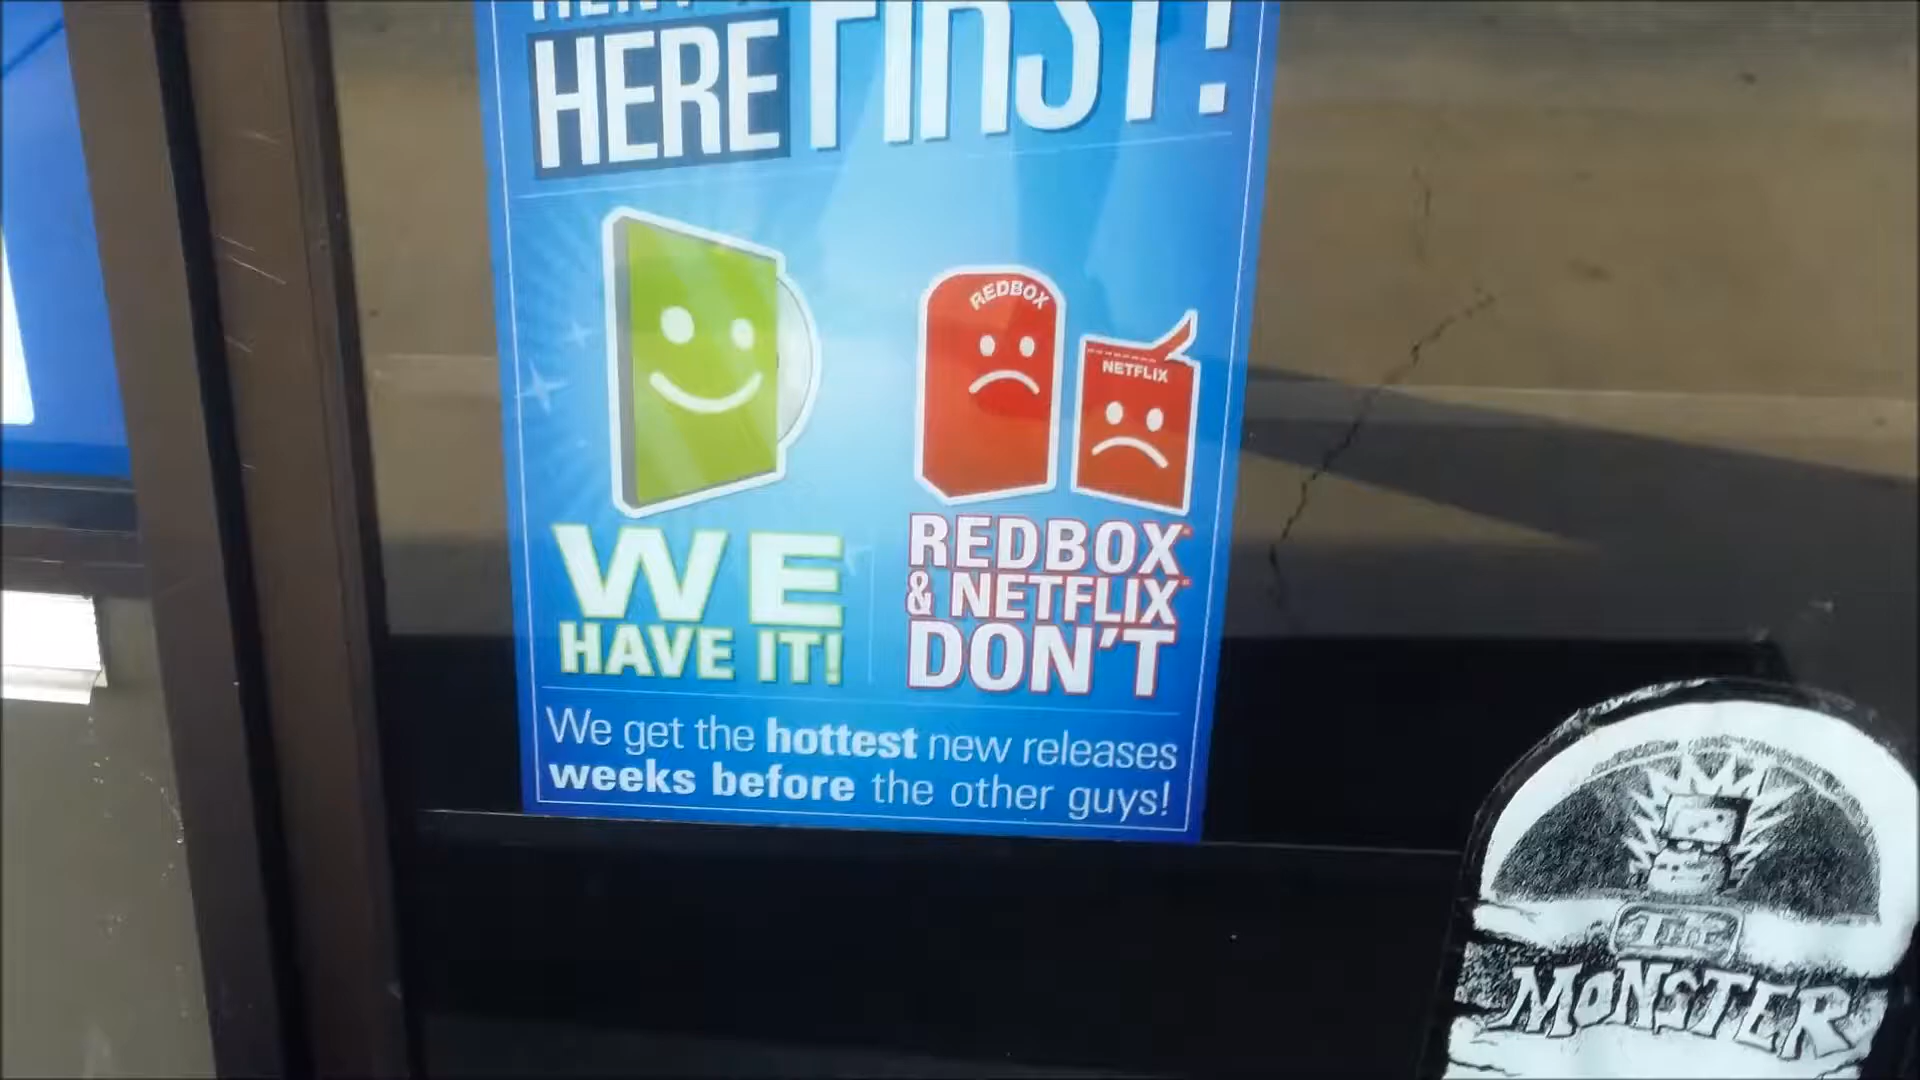 HERE FIRST!
REDBOX
NETFLIX
WE
HAVE IT!
REDBOX
& NETFLIX
DON'T
We get the hottest new releases
weeks before the other guys!
THE
MONSTER